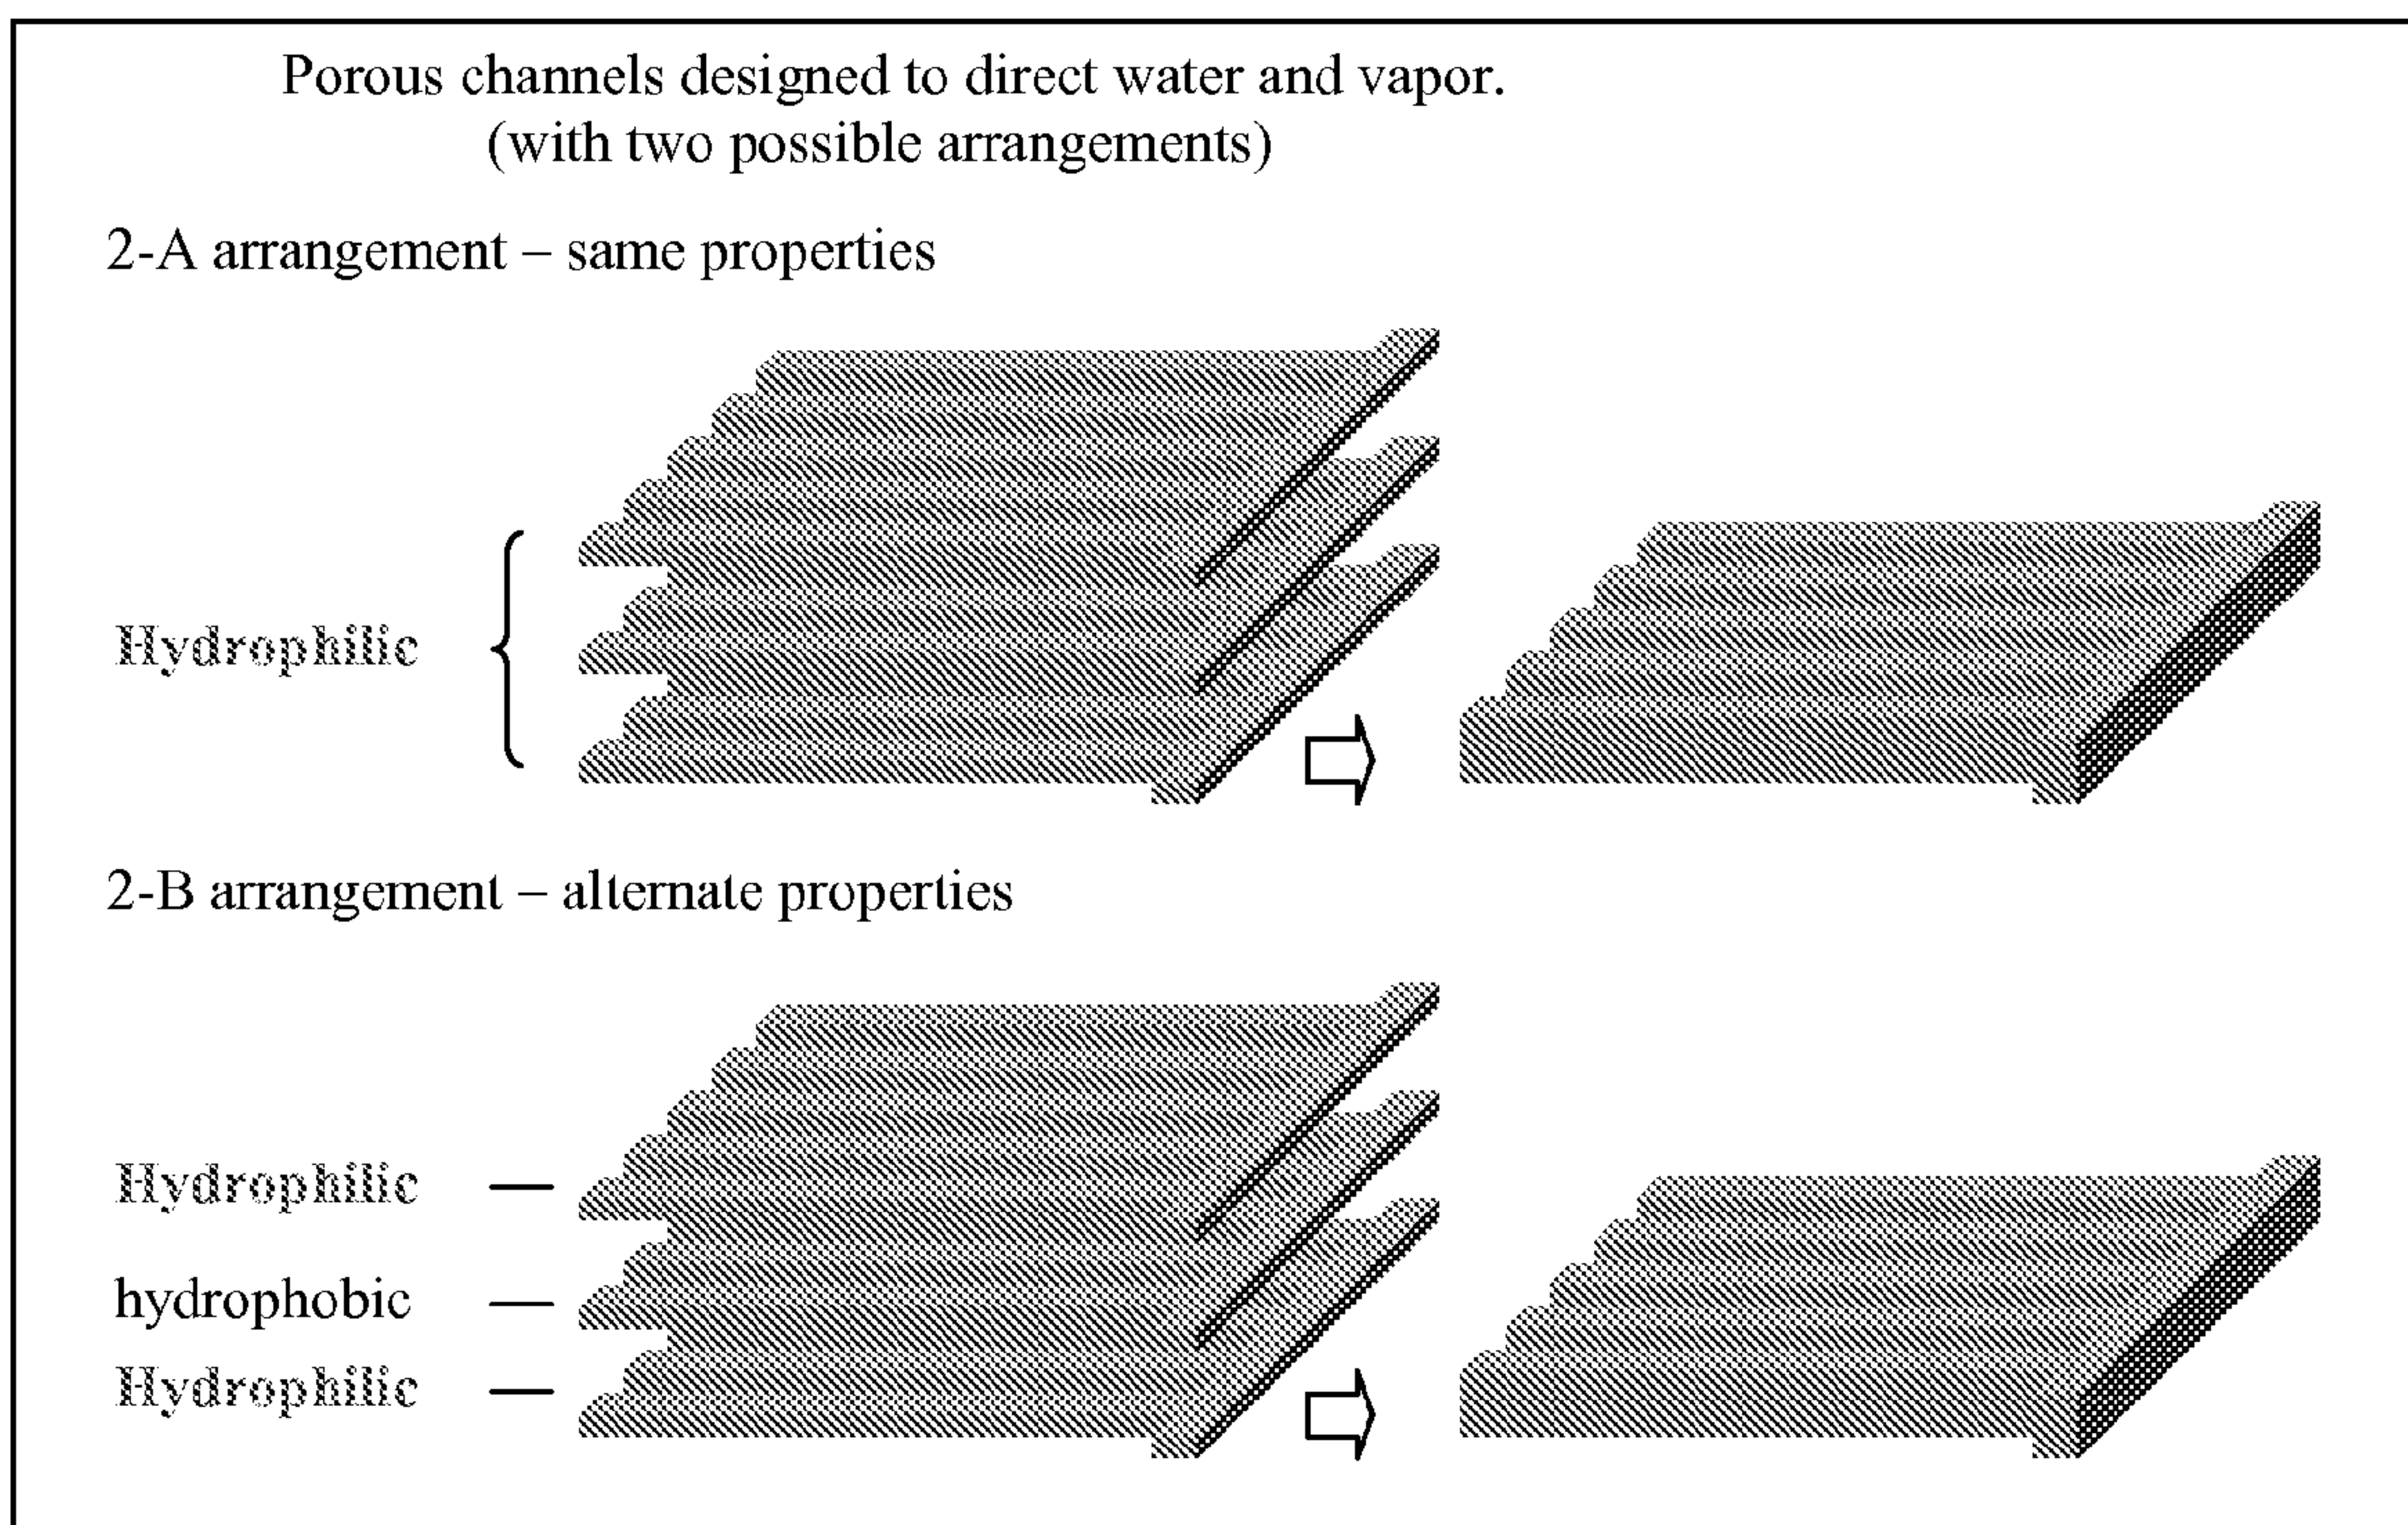 Porous channels designed to direct water and vapor.
(with two possible arrangements)
2-A arrangement – same properties
Hydrophilic
2-B arrangement – alternate properties
Hydrophilic
hydrophobic
Hydrophilic